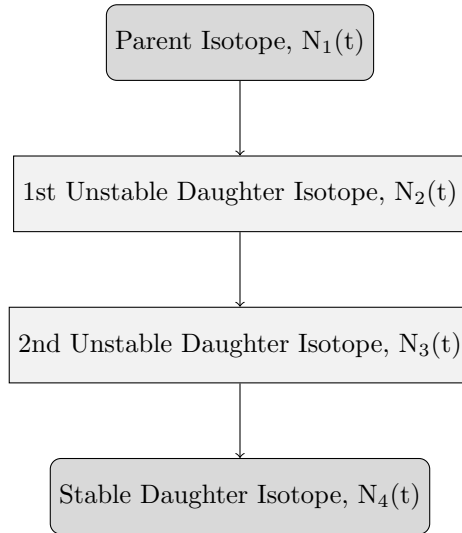 Parent Isotope, N₁(t)
1st Unstable Daughter Isotope, N₂(t)
2nd Unstable Daughter Isotope, N₃(t)
Stable Daughter Isotope, N₄(t)